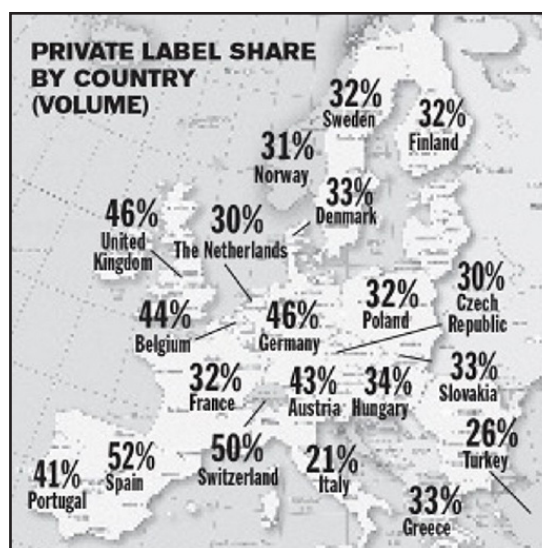 PRIVATE LABEL SHARE
BY COUNTRY
(VOLUME)
32%
Sweden
32%
Finland
31%
Norway
33%
Denmark
46%
United
Kingdom
30%
The Netherlands
44%
Belgium
46%
Germany
32%
Poland
30%
Czech
Republic
32%
France
43%
Austria
34%
Hungary
33%
Slovakia
41%
Portugal
52%
Spain
50%
Switzerland
21%
Italy
26%
Turkey
33%
Greece